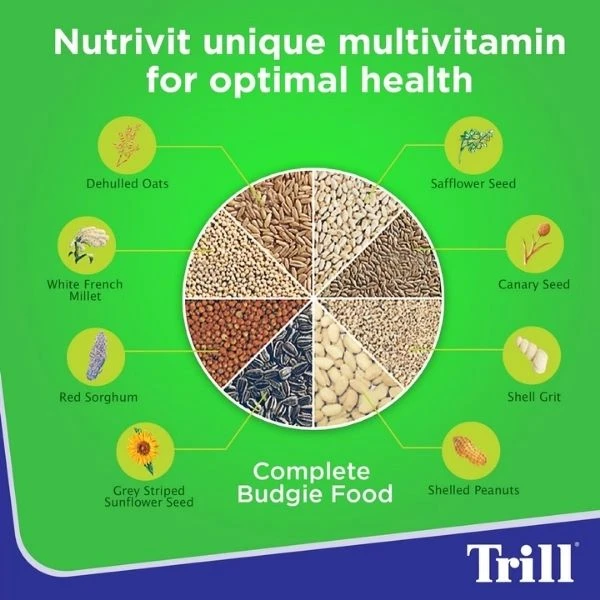 Nutrivit unique multivitamin
for optimal health
Dehulled Oats
Safflower Seed
White French
Millet
Canary Seed
Red Sorghum
Shell Grit
Grey Striped
Sunflower Seed
Complete
Budgie Food
Shelled Peanuts
Trill